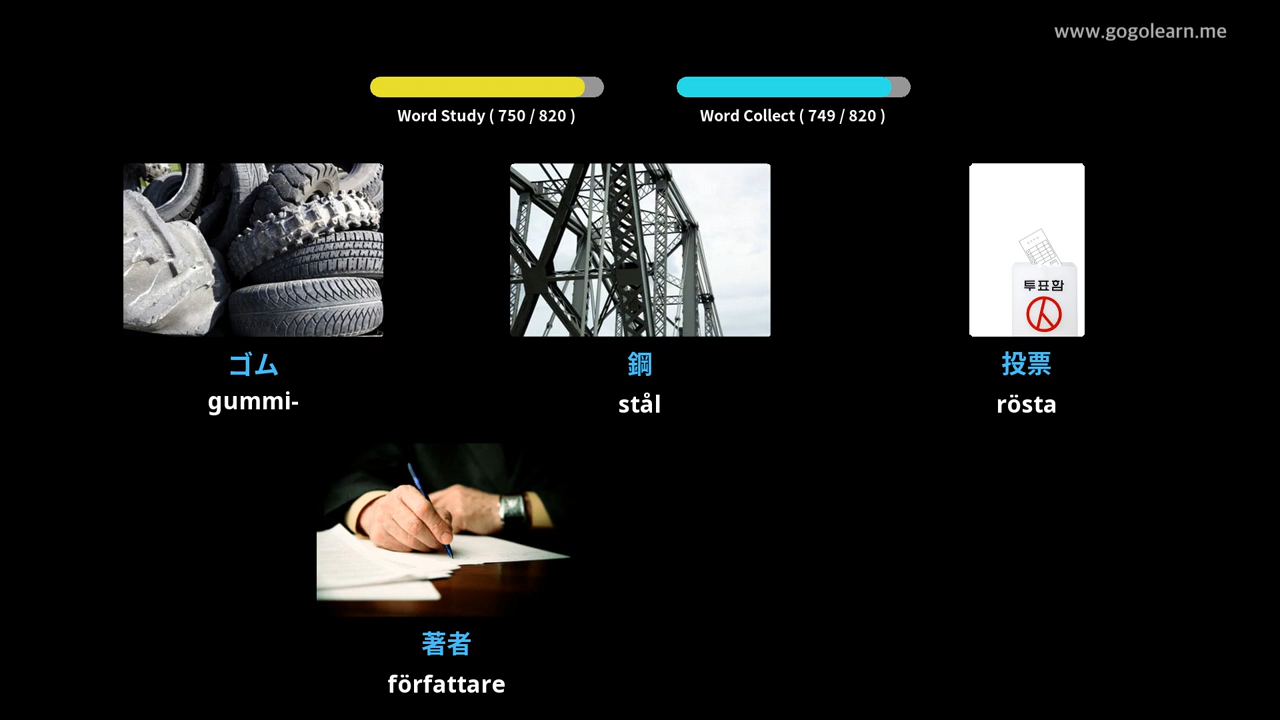 www.gogolearn.me
Word Study ( 750 / 820 )
Word Collect ( 749 / 820 )
투표함
ゴム
gummi-
鋼
stål
投票
rösta
著者
författare